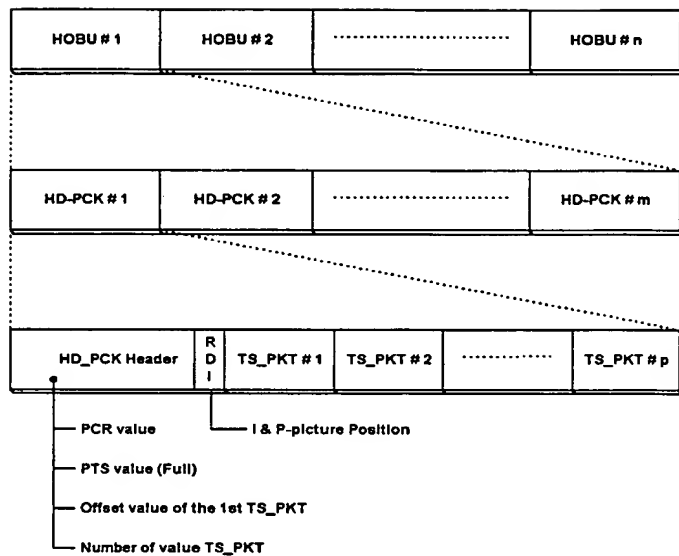 HOBU # 1 HOBU # 2 HOBU # n
HD-PCK # 1 HD-PCK # 2 HD-PCK # m
HD_PCK Header RDI TS_PKT # 1 TS_PKT # 2 TS_PKT # p
PCR value I & P-picture Position
PTS value (Full)
Offset value of the 1st TS_PKT
Number of value TS_PKT